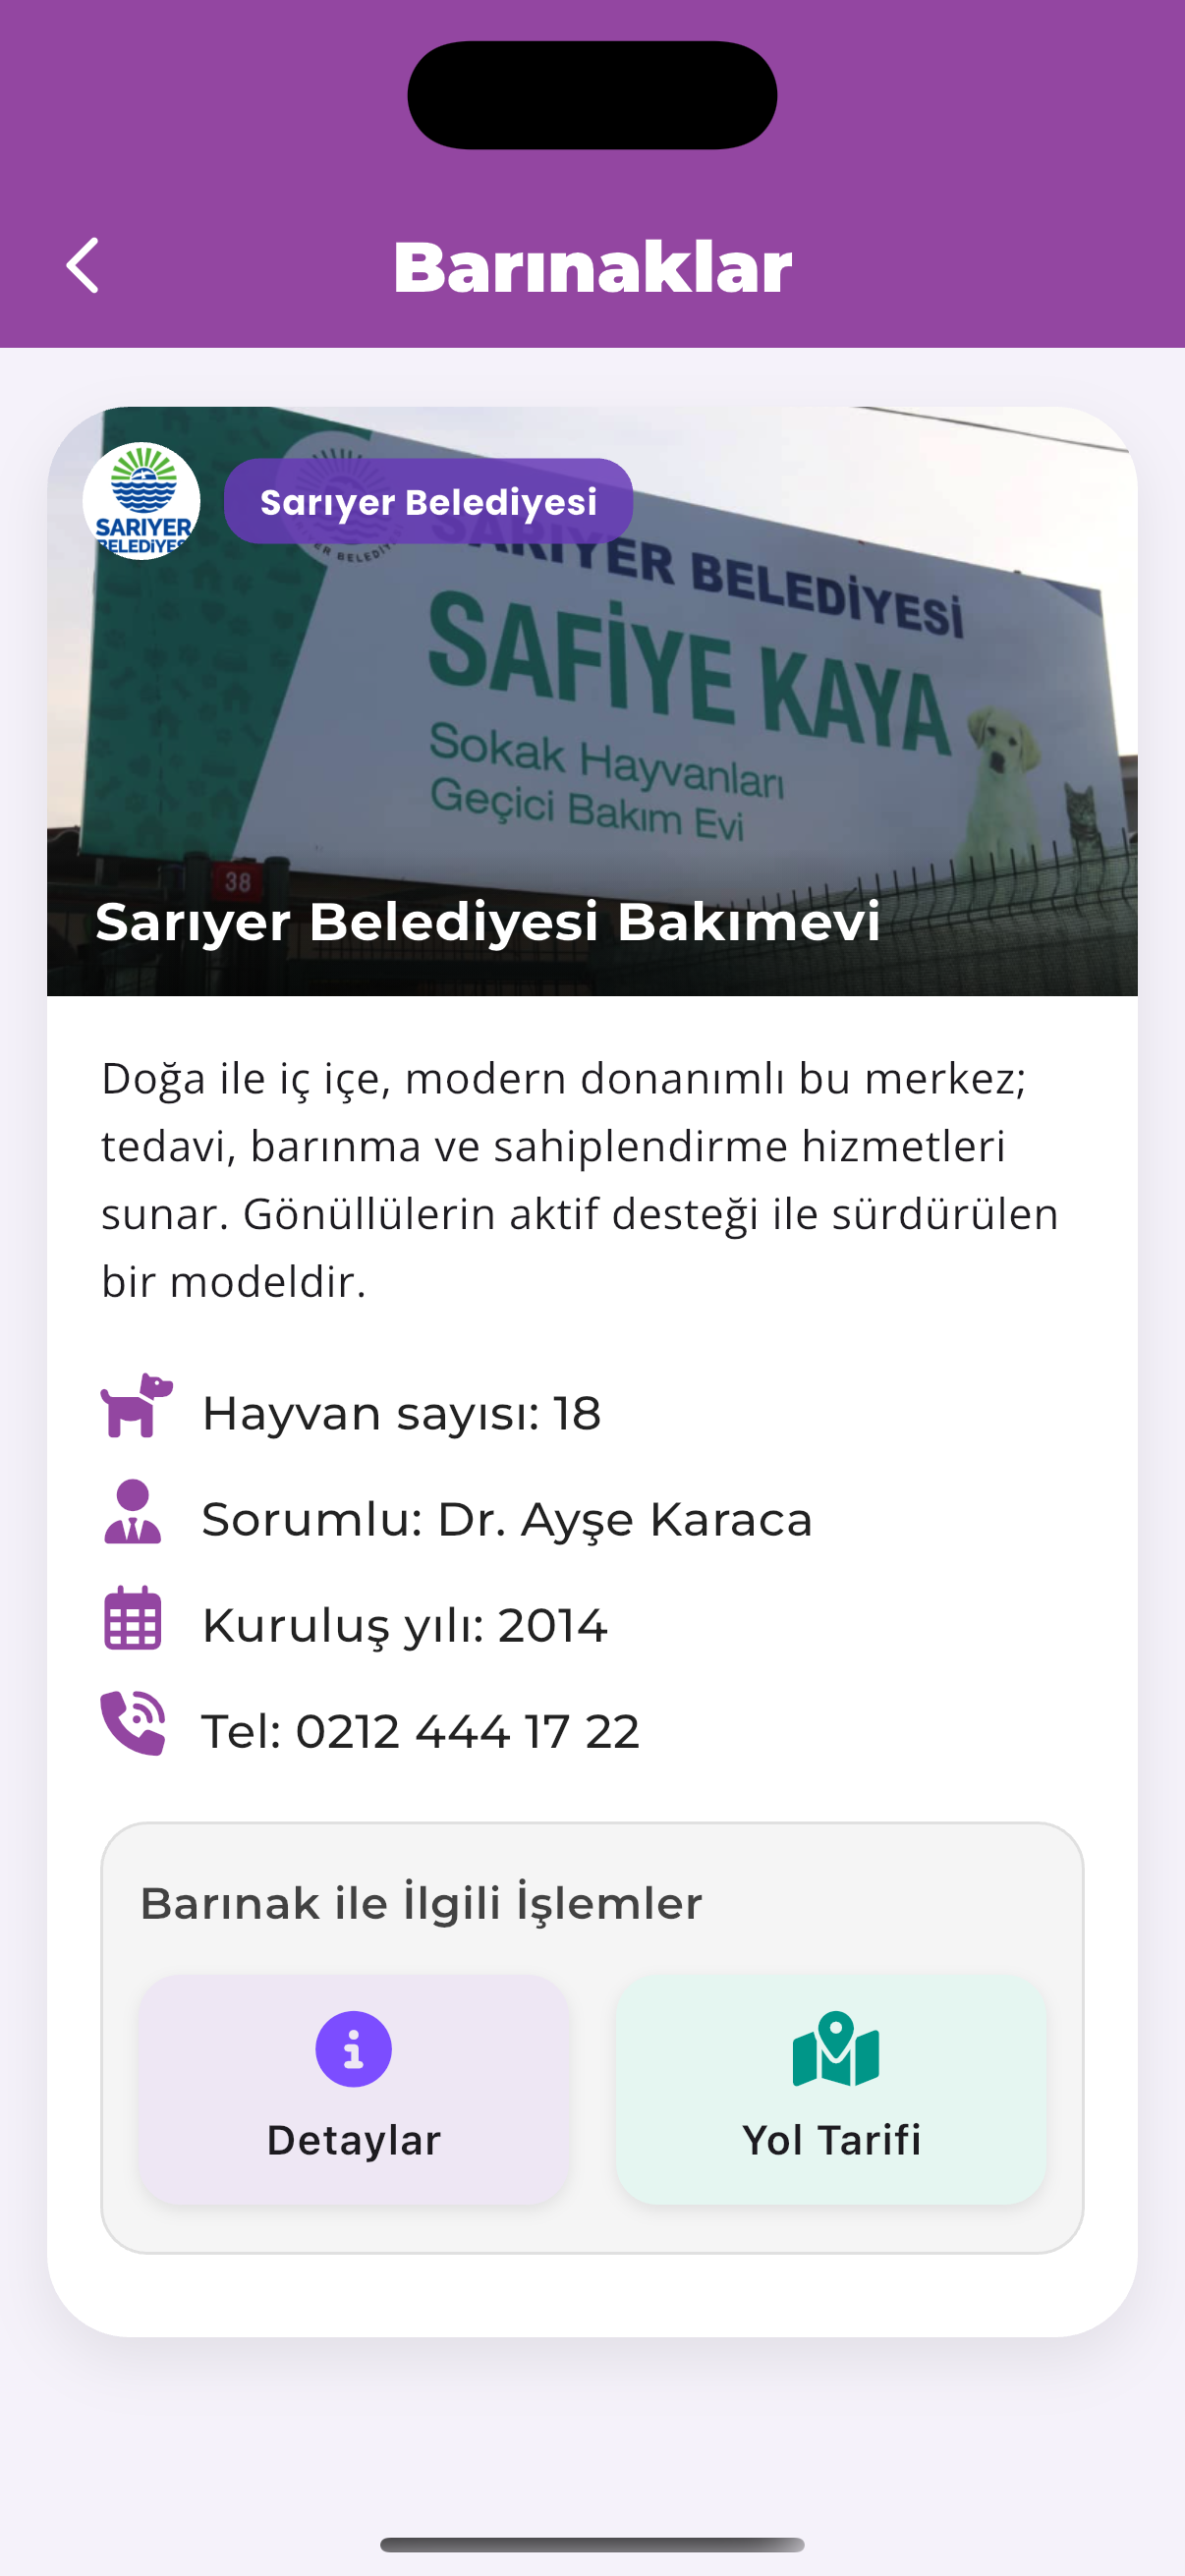 Barınaklar
SARIYER
BELEDİYES
Sarıyer Belediyesi
SARIYER BELEDİYESİ
SAFİYE KAYA
Sokak Hayvanları
Geçici Bakım Evi
38
Sarıyer Belediyesi Bakımevi
Doğa ile iç içe, modern donanımlı bu merkez;
tedavi, barınma ve sahiplendirme hizmetleri
sunar. Gönüllülerin aktif desteği ile sürdürülen
bir modeldir.
Hayvan sayısı: 18
Sorumlu: Dr. Ayşe Karaca
Kuruluş yılı: 2014
Tel: 0212 444 17 22
Barınak ile İlgili İşlemler
Detaylar
Yol Tarifi